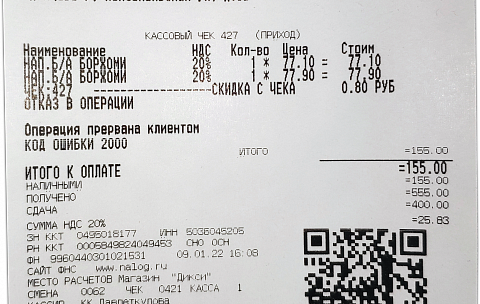 КАССОВЫЙ ЧЕК 427 (ПРИХОД)
Наименование НДС Кол-во Цена Стоим
НАП.Б/А БОРЖОМИ 20% 1 * 77.10 = 77.10
НАП.Б/А БОРЖОМИ 20% 1 * 77.90 = 77.90
ЧЕК:427 --------------------СКИДКА С ЧЕКА 0.80 РУБ
ОТКАЗ В ОПЕРАЦИИ
Операция прервана клиентом
КОД ОШИБКИ 2000
ИТОГО =155.00
ИТОГО К ОПЛАТЕ =155.00
НАЛИЧНЫМИ =155.00
ПОЛУЧЕНО =555.00
СДАЧА =400.00
СУММА НДС 20% =25.83
ЗН ККТ 0495018177 ИНН 5036045205
РН ККТ 0005849824049453 СНО ОСН
ФН 9960440301021531 09.01.22 16:08
САЙТ ФНС www.nalog.ru
МЕСТО РАСЧЕТОВ Магазин "Дикси"
СМЕНА 0062 ЧЕК 0421 КАССА 1
КК Давлеткулова